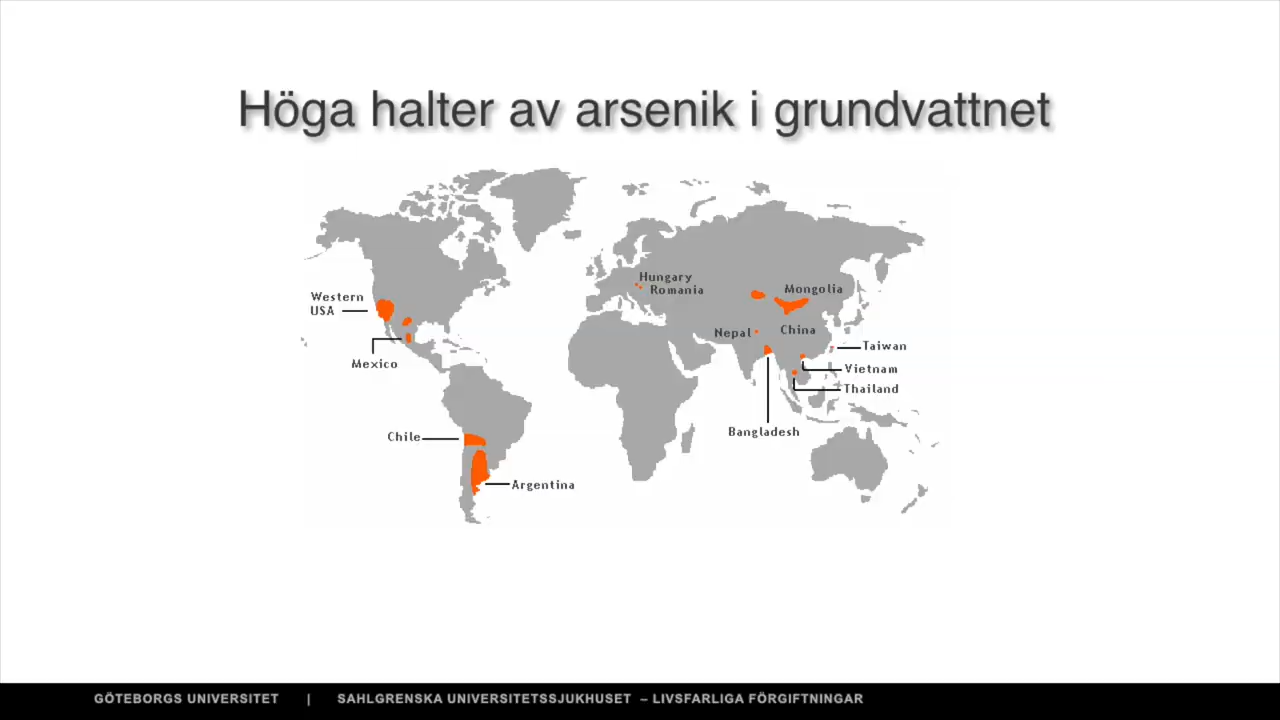 Höga halter av arsenik i grundvattnet
Hungary
Romania
Western
USA
Mongolia
Nepal
China
Taiwan
Mexico
Vietnam
Thailand
Bangladesh
Chile
Argentina
GÖTEBORGS UNIVERSITET | SAHLGRENSKA UNIVERSITETSSJUKHUSET – LIVSFARLIGA FÖRGIFTNINGAR